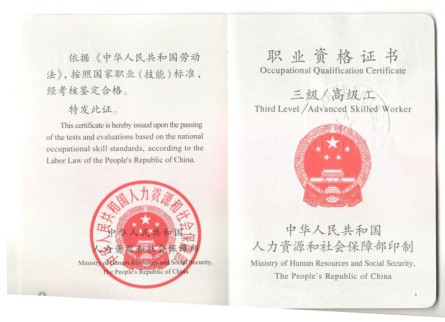 依据《中华人民共和国劳动
法》，按照国家职业（技能）标准，
经考核鉴定合格。
特发此证。
This certificate is hereby issued upon the passing
of the tests and evaluations based on the national
occupational skill standards, according to the
Labor Law of the People's Republic of China.
中华人民共和国人力资源和社会保障部
中华人民共和国
人力资源和社会保障部
Ministry of Human Resources and Social Security,
The People's Republic of China
职业资格证书
Occupational Qualification Certificate
三级/高级工
Third Level/Advanced Skilled Worker
中华人民共和国
人力资源和社会保障部印制
Ministry of Human Resources and Social Security,
The People's Republic of China